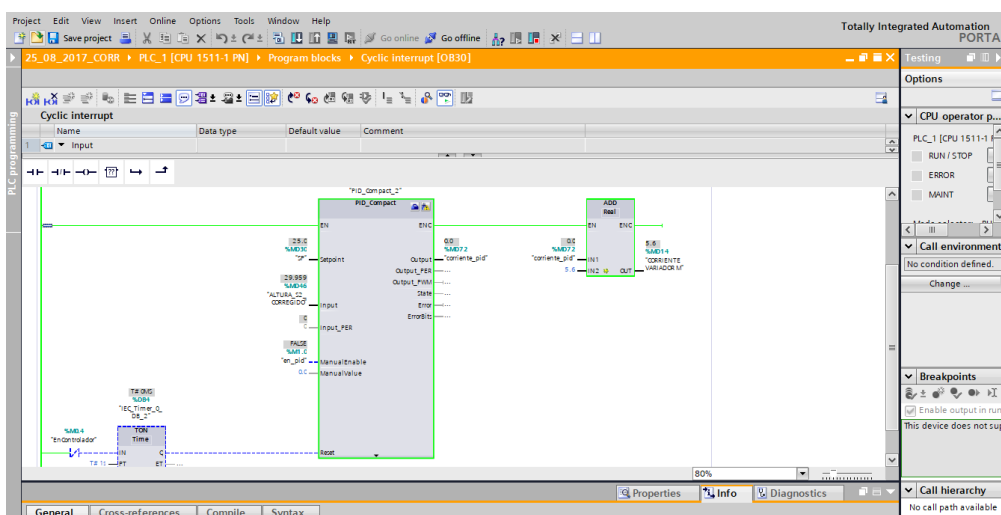 Project Edit View Insert Online Options Tools Window Help
Totally Integrated Automation
PORTA
Save project
Go online
Go offline
25_08_2017_CORR
PLC_1 [CPU 1511-1 PN]
Program blocks
Cyclic interrupt [OB30]
Testing
Options
PLC programming
Cyclic interrupt
Name
Data type
Default value
Comment
1 Input
CPU operator p...
PLC_1 [CPU 1511-1
RUN / STOP
ERROR
MAINT
"PID_Compact_2"
PID_Compact
EN
ENO
25.0
%MD30
"SP"
Setpoint
29.959
%MD46
"ALTURA_S2_
CORREGIDO"
Input
0
Input_PER
FALSE
%M1.0
"en_pid"
ManualEnable
0.0
ManualValue
Reset
0.0
%MD72
"corriente_pid"
Output
Output_PER
Output_PWM
State
Error
ErrorBits
ADD
Real
EN
ENO
0.0
%MD72
"corriente_pid"
IN1
5.6
IN2
OUT
5.6
%MD14
"CORRIENTE
VARIADOR M"
T#0MS
%DB4
"IEC_Timer_0_
DB_2"
TON
Time
%M0.4
"EnControlador"
IN
Q
PT
ET
80%
Call environment
No condition defined.
Change ...
Breakpoints
Enable output in run
This device does not sup
Call hierarchy
No call path available
Properties
Info
Diagnostics
General
Cross-references
Compile
Syntax